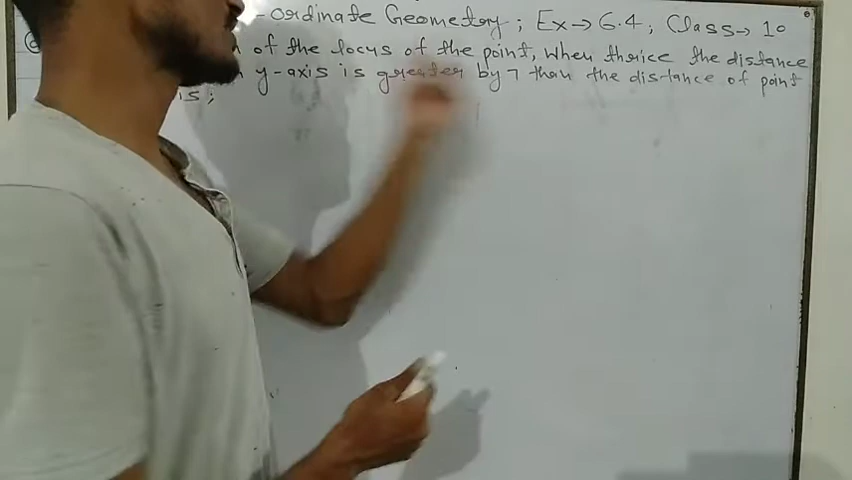 -ordinate Geometry; Ex→ 6.4, Class→ 10
of the locus of the point, when thrice the distance
y-axis is greater by 7 than the distance of point
is;